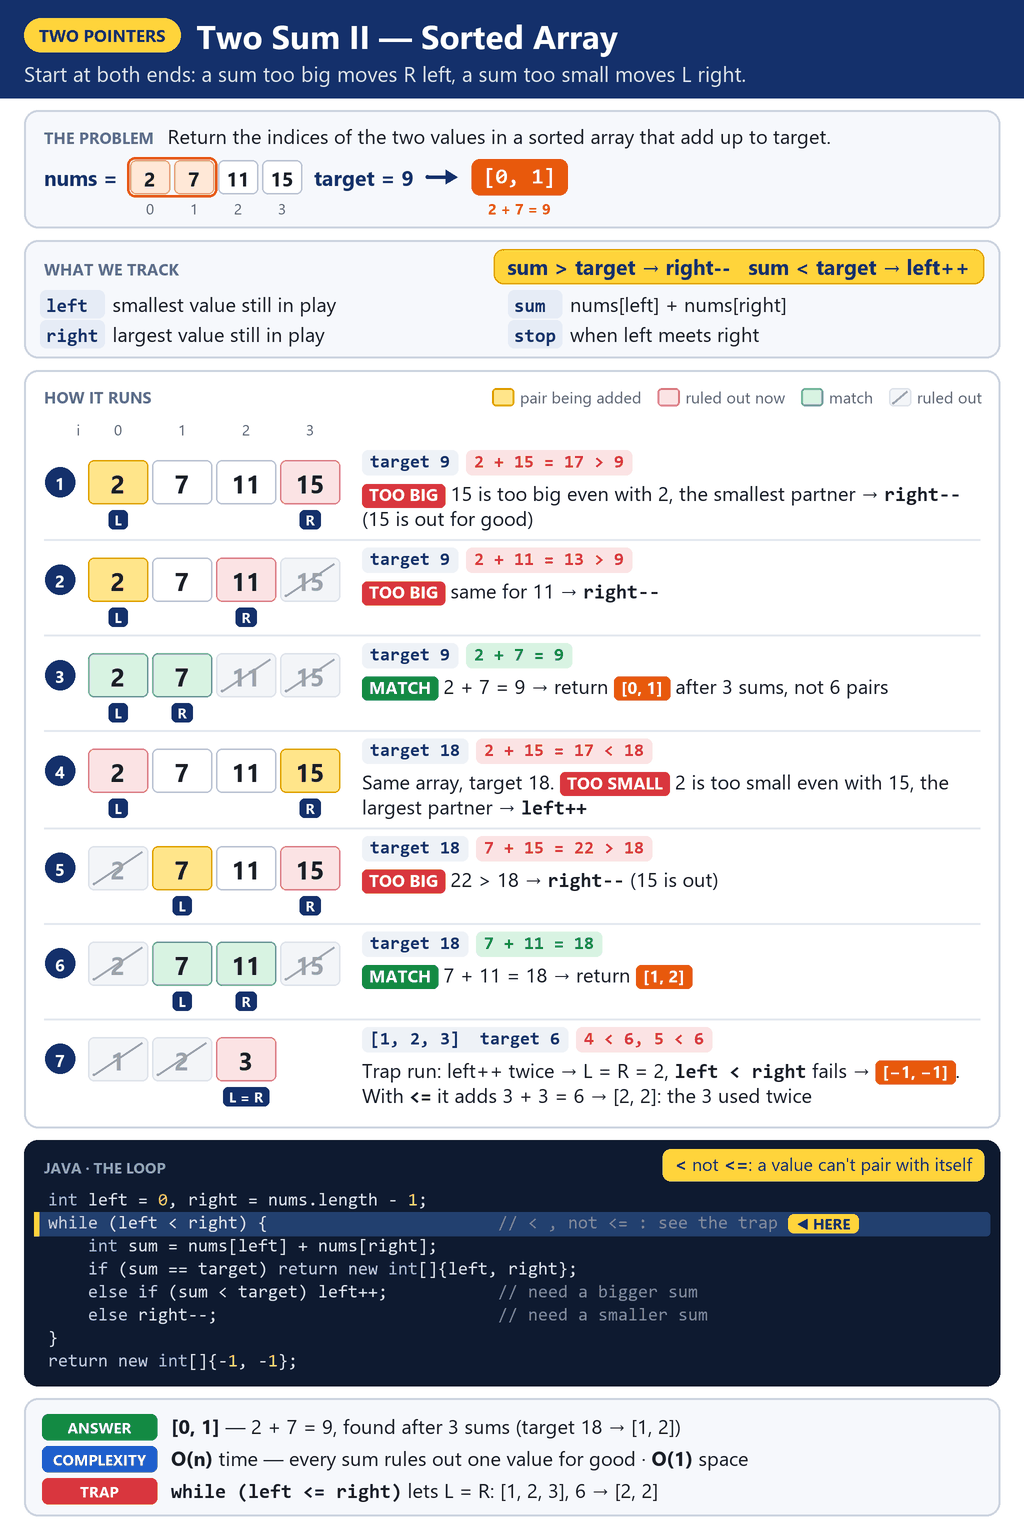 TWO POINTERS Two Sum II — Sorted Array
Start at both ends: a sum too big moves R left, a sum too small moves L right.
THE PROBLEM Return the indices of the two values in a sorted array that add up to target.
nums = 2 7 11 15 target = 9 → [0, 1]
0 1 2 3 2 + 7 = 9
WHAT WE TRACK sum > target → right-- sum < target → left++
left smallest value still in play sum nums[left] + nums[right]
right largest value still in play stop when left meets right
HOW IT RUNS pair being added ruled out now match ruled out
i 0 1 2 3
target 9 2 + 15 = 17 > 9
1 2 7 11 15 TOO BIG 15 is too big even with 2, the smallest partner → right--
L R (15 is out for good)
target 9 2 + 11 = 13 > 9
2 2 7 11 15 TOO BIG same for 11 → right--
L R
target 9 2 + 7 = 9
3 2 7 11 15 MATCH 2 + 7 = 9 → return [0, 1] after 3 sums, not 6 pairs
L R
target 18 2 + 15 = 17 < 18
4 2 7 11 15 Same array, target 18. TOO SMALL 2 is too small even with 15, the
L R largest partner → left++
target 18 7 + 15 = 22 > 18
5 2 7 11 15 TOO BIG 22 > 18 → right-- (15 is out)
L R
target 18 7 + 11 = 18
6 2 7 11 15 MATCH 7 + 11 = 18 → return [1, 2]
L R
[1, 2, 3] target 6 4 < 6, 5 < 6
7 1 2 3 Trap run: left++ twice → L = R = 2, left < right fails → [−1, −1].
L = R With <= it adds 3 + 3 = 6 → [2, 2]: the 3 used twice
JAVA · THE LOOP < not <=: a value can't pair with itself
int left = 0, right = nums.length - 1;
while (left < right) { // < , not <= : see the trap ◀ HERE
int sum = nums[left] + nums[right];
if (sum == target) return new int[]{left, right};
else if (sum < target) left++; // need a bigger sum
else right--; // need a smaller sum
}
return new int[]{-1, -1};
ANSWER [0, 1] — 2 + 7 = 9, found after 3 sums (target 18 → [1, 2])
COMPLEXITY O(n) time — every sum rules out one value for good · O(1) space
TRAP while (left <= right) lets L = R: [1, 2, 3], 6 → [2, 2]